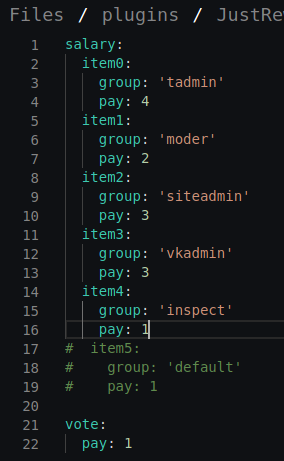 Files / plugins / JustRe
1 salary:
2   item0:
3     group: 'tadmin'
4     pay: 4
5   item1:
6     group: 'moder'
7     pay: 2
8   item2:
9     group: 'siteadmin'
10     pay: 3
11   item3:
12     group: 'vkadmin'
13     pay: 3
14   item4:
15     group: 'inspect'
16     pay: 1
17 #  item5:
18 #    group: 'default'
19 #    pay: 1
20
21 vote:
22   pay: 1